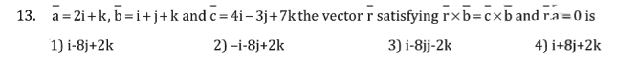 13. a̅ = 2i + k, b̅ = i + j + k and c̅ = 4i – 3j + 7k the vector r̅ satisfying r̅ × b̅ = c̅ × b̅ and r̅.a̅ = 0 is
1) i-8j+2k 2) –i-8j+2k 3) i-8jj-2k 4) i+8j+2k